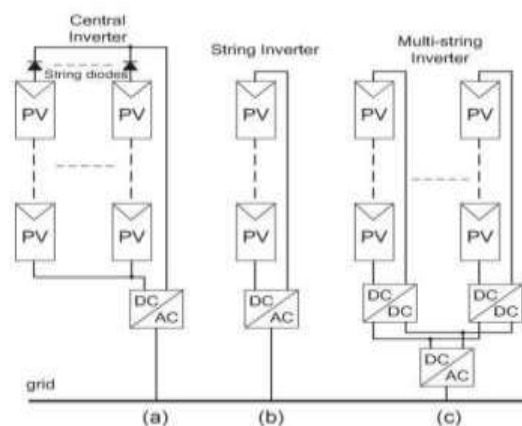 Central
Inverter
String diodes
PV PV
PV PV
DC
AC
String Inverter
PV
PV
DC
AC
Multi-string
Inverter
PV PV
PV PV
DC DC
DC DC
DC
AC
grid
(a) (b) (c)